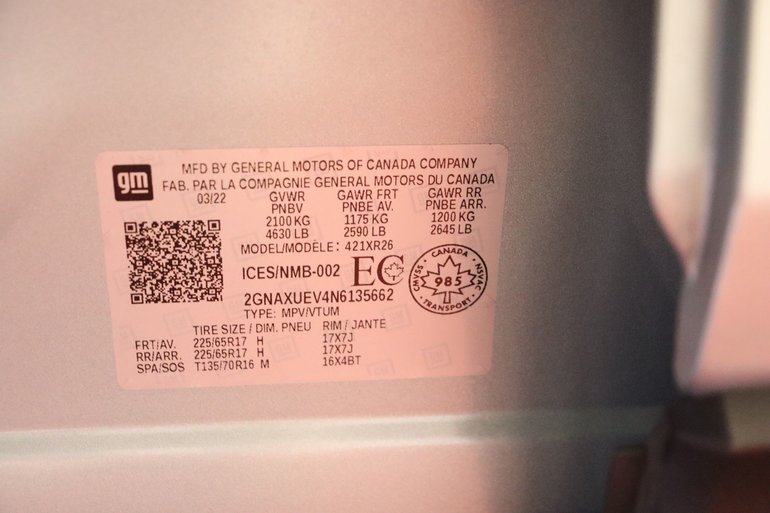 gm
MFD BY GENERAL MOTORS OF CANADA COMPANY
FAB. PAR LA COMPAGNIE GENERAL MOTORS DU CANADA
03/22 GVWR GAWR FRT GAWR RR
PNBV PNBE AV. PNBE ARR.
2100 KG 1175 KG 1200 KG
4630 LB 2590 LB 2645 LB
MODEL/MODÈLE: 421XR26
ICES/NMB-002 EC
CANADA
CMVSS 985 NSVAC
TRANSPORT
2GNAXUEV4N6135662
TYPE: MPV/VTUM
TIRE SIZE / DIM. PNEU RIM / JANTE
FRT/AV. 225/65R17 H 17X7J
RR/ARR. 225/65R17 H 17X7J
SPA/SOS T135/70R16 M 16X4BT